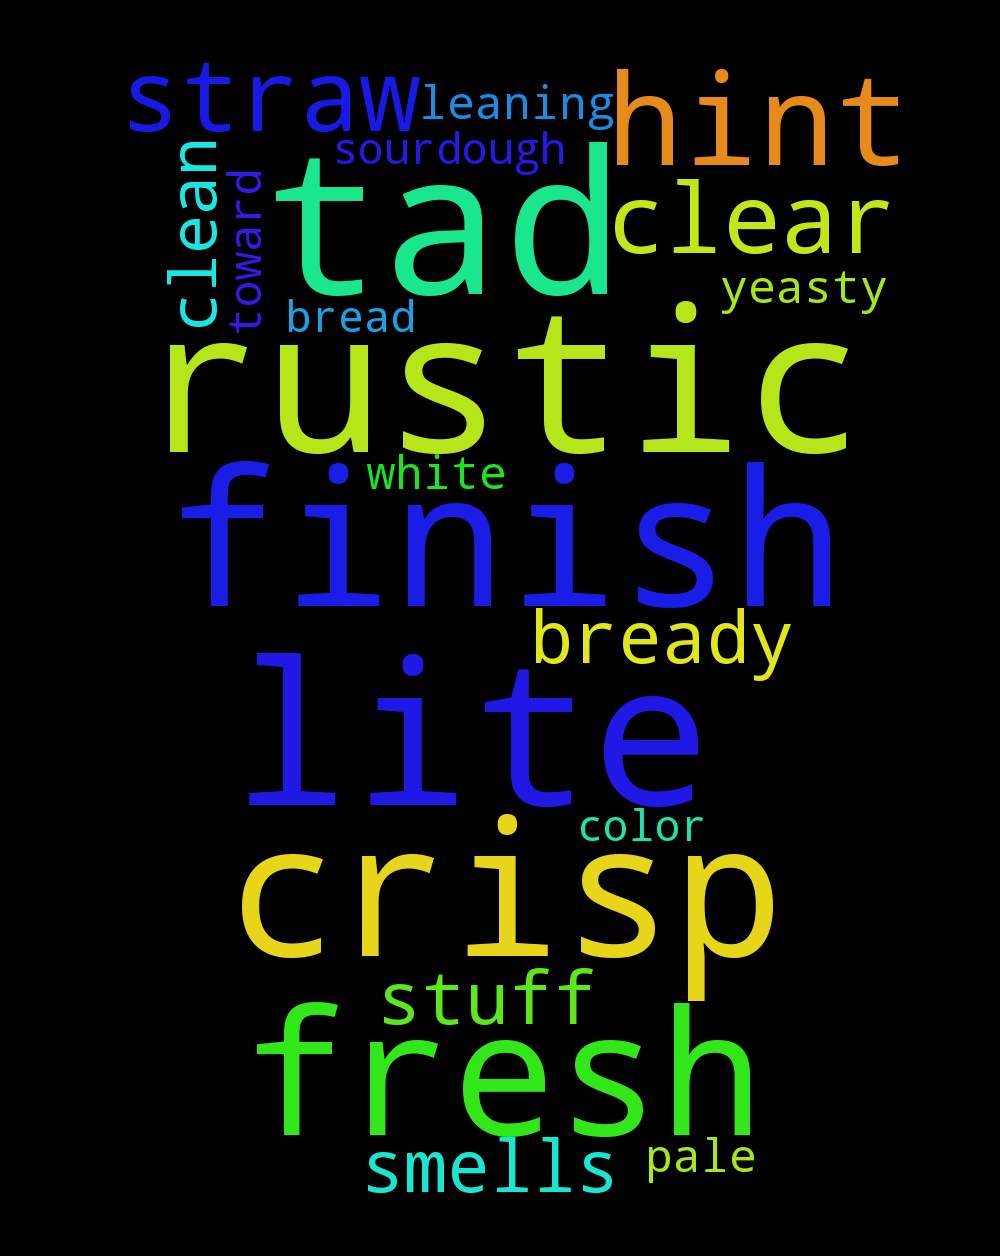 straw leaning hint
sourdough
clean toward tad clear
yeasty
bread
rustic
white
finish
bready
lite
color
crisp
stuff
fresh
smells pale